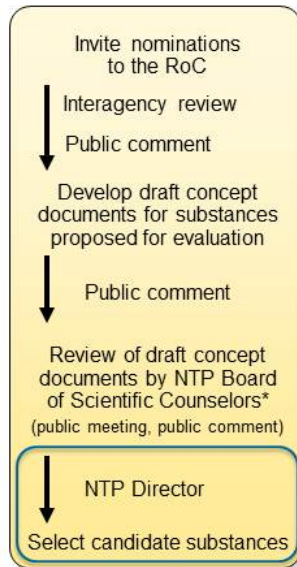 Invite nominations
to the RoC
Interagency review
Public comment
Develop draft concept
documents for substances
proposed for evaluation
Public comment
Review of draft concept
documents by NTP Board
of Scientific Counselors*
(public meeting, public comment)
NTP Director
Select candidate substances